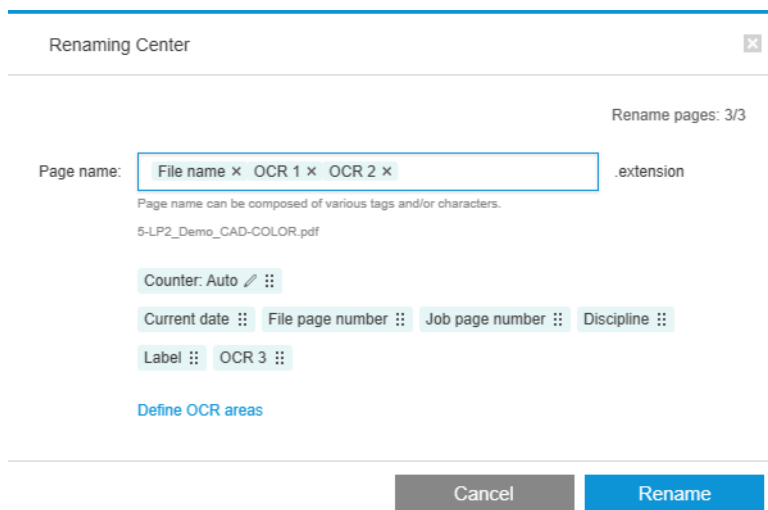 Renaming Center
Rename pages: 3/3
Page name: File name × OCR 1 × OCR 2 × .extension
Page name can be composed of various tags and/or characters.
5-LP2_Demo_CAD-COLOR.pdf
Counter: Auto
Current date File page number Job page number Discipline
Label OCR 3
Define OCR areas
Cancel Rename